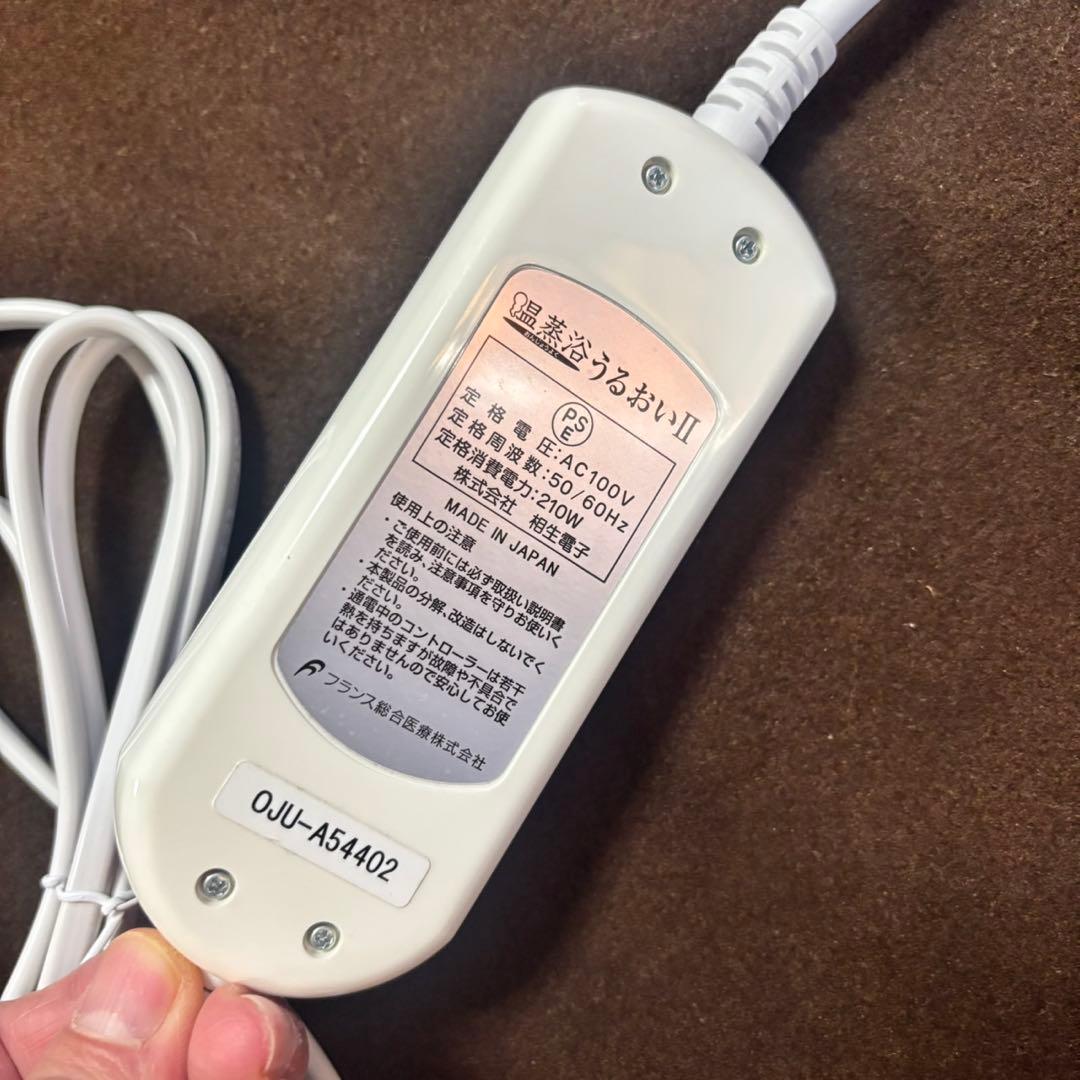 温蒸浴うるおいⅡ
おんじょうよく
PS
E
定格電圧:AC100V
定格周波数:50/60Hz
定格消費電力:210W
株式会社 相生電子
MADE IN JAPAN
使用上の注意
・ご使用前には必ず取扱い説明書
を読み、注意事項を守りお使いく
ださい。
・本製品の分解、改造はしないでく
ださい。
・通電中のコントローラーは若干
熱を持ちますが故障や不具合で
はありませんので安心してお使
いください。
フランス総合医療株式会社
OJU-A54402